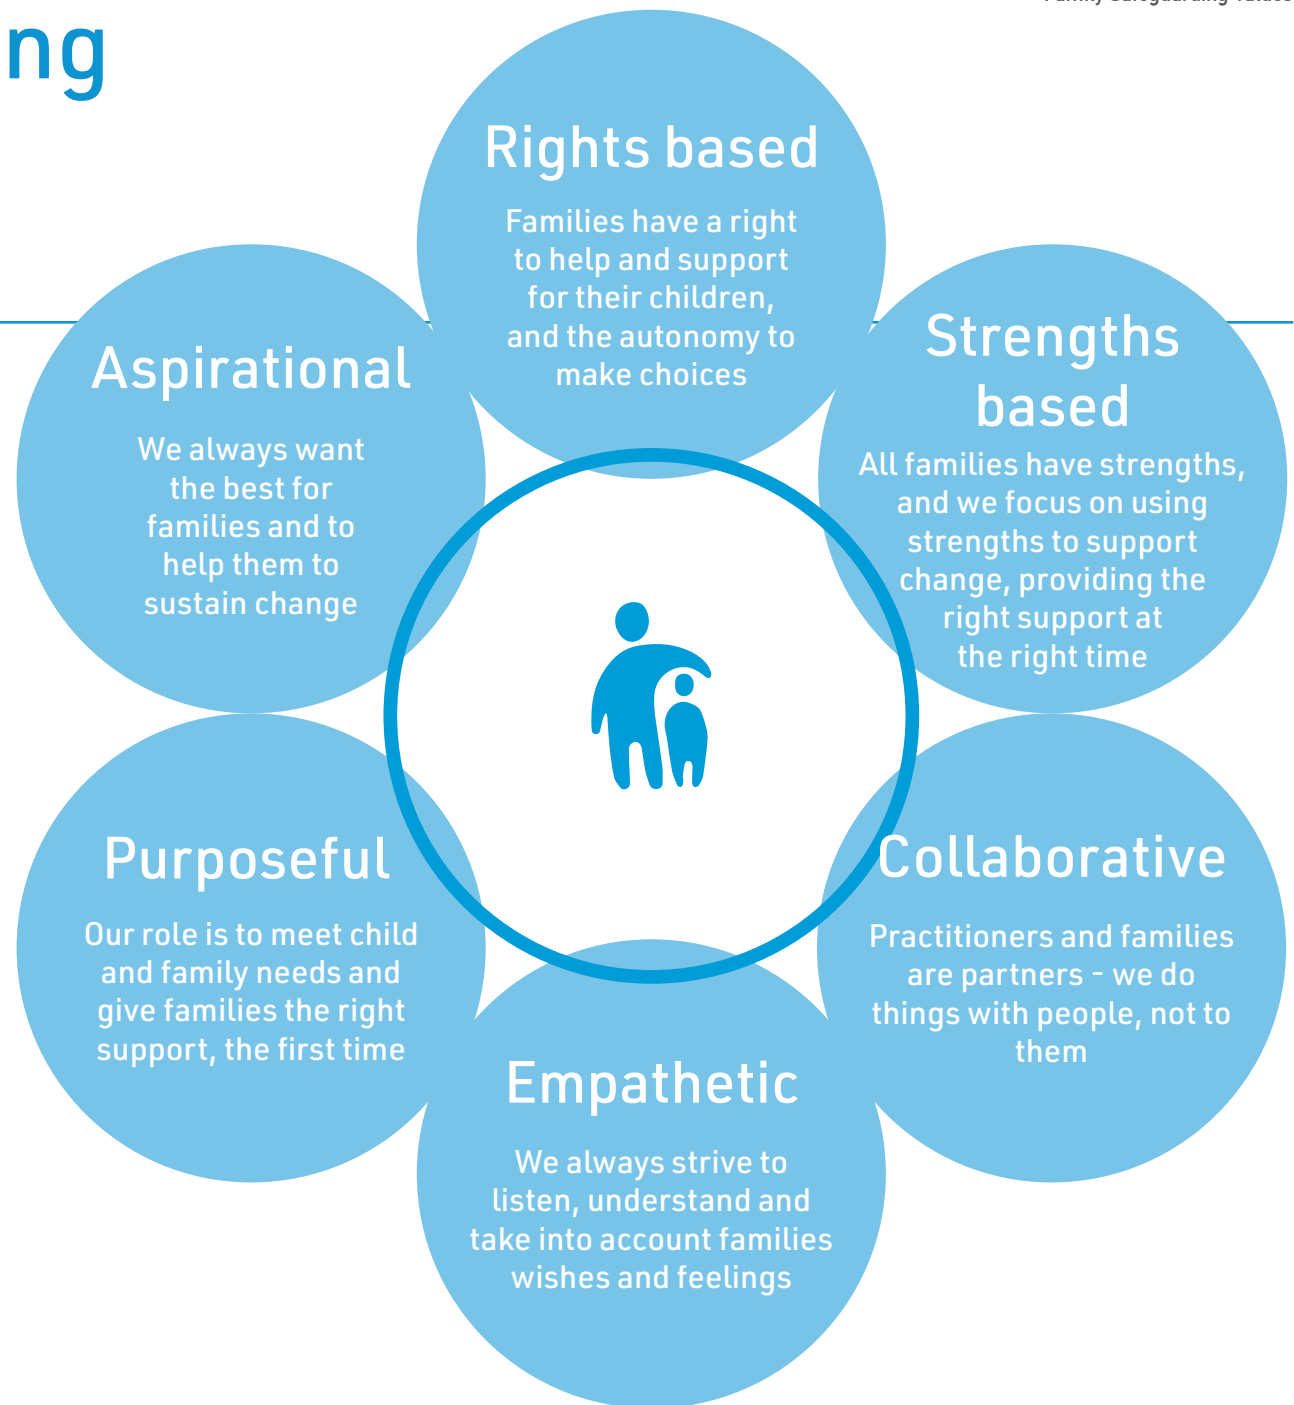 Family Safeguarding Values
ng
Rights based
Families have a right
to help and support
for their children,
and the autonomy to
make choices
Strengths
based
All families have strengths,
and we focus on using
strengths to support
change, providing the
right support at
the right time
Collaborative
Practitioners and families
are partners - we do
things with people, not to
them
Empathetic
We always strive to
listen, understand and
take into account families
wishes and feelings
Purposeful
Our role is to meet child
and family needs and
give families the right
support, the first time
Aspirational
We always want
the best for
families and to
help them to
sustain change